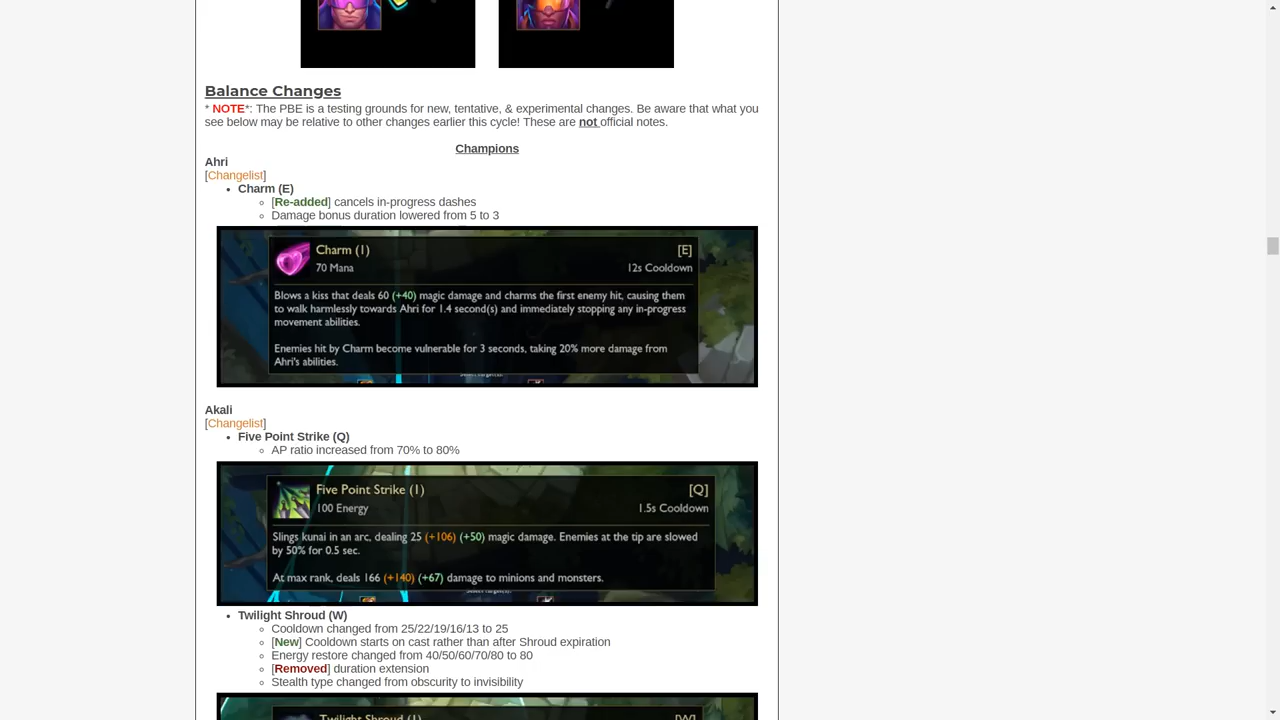 Balance Changes
* NOTE*: The PBE is a testing grounds for new, tentative, & experimental changes. Be aware that what you
see below may be relative to other changes earlier this cycle! These are not official notes.
Champions
Ahri
[Changelist]
Charm (E)
[Re-added] cancels in-progress dashes
Damage bonus duration lowered from 5 to 3
Charm (1) [E]
70 Mana 12s Cooldown
Blows a kiss that deals 60 (+40) magic damage and charms the first enemy hit, causing them
to walk harmlessly towards Ahri for 1.4 second(s) and immediately stopping any in-progress
movement abilities.
Enemies hit by Charm become vulnerable for 3 seconds, taking 20% more damage from
Ahri's abilities.
Akali
[Changelist]
Five Point Strike (Q)
AP ratio increased from 70% to 80%
Five Point Strike (1) [Q]
100 Energy 1.5s Cooldown
Slings kunai in an arc, dealing 25 (+106) (+50) magic damage. Enemies at the tip are slowed
by 50% for 0.5 sec.
At max rank, deals 166 (+140) (+67) damage to minions and monsters.
Twilight Shroud (W)
Cooldown changed from 25/22/19/16/13 to 25
[New] Cooldown starts on cast rather than after Shroud expiration
Energy restore changed from 40/50/60/70/80 to 80
[Removed] duration extension
Stealth type changed from obscurity to invisibility
Twilight Shroud (1) [W]